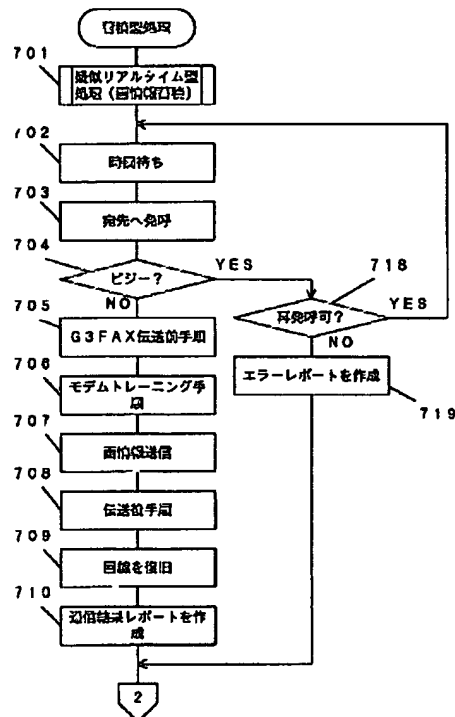 蓄積型処理
701
疑似リアルタイム型
処理（画情報蓄積）
702
時刻待ち
703
宛先へ発呼
704
ビジー？
YES
718
NO
再発呼可？
YES
705
G3FAX伝送前手順
NO
706
エラーレポートを作成
モデムトレーニング手
順
719
707
画情報送信
708
伝送後手順
709
回線を復旧
710
通信結果レポートを作
成
2